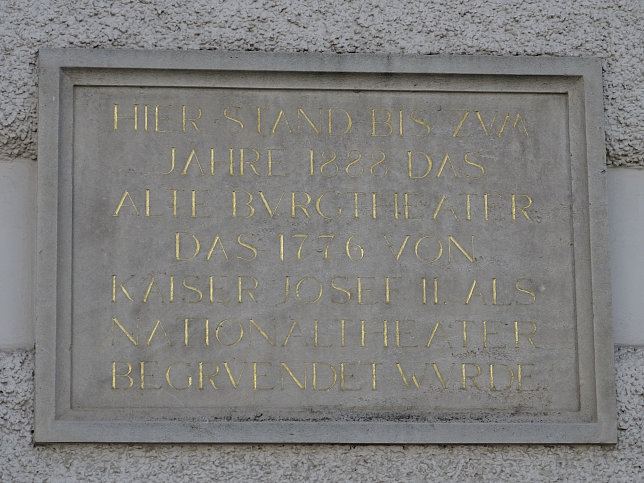 HIER STAND BIS ZVM
JAHRE 1888 DAS
ALTE BVRGTHEATER
DAS 1776 VON
KAISER JOSEF II. ALS
NATIONALTHEATER
BEGRVENDET WVRDE.